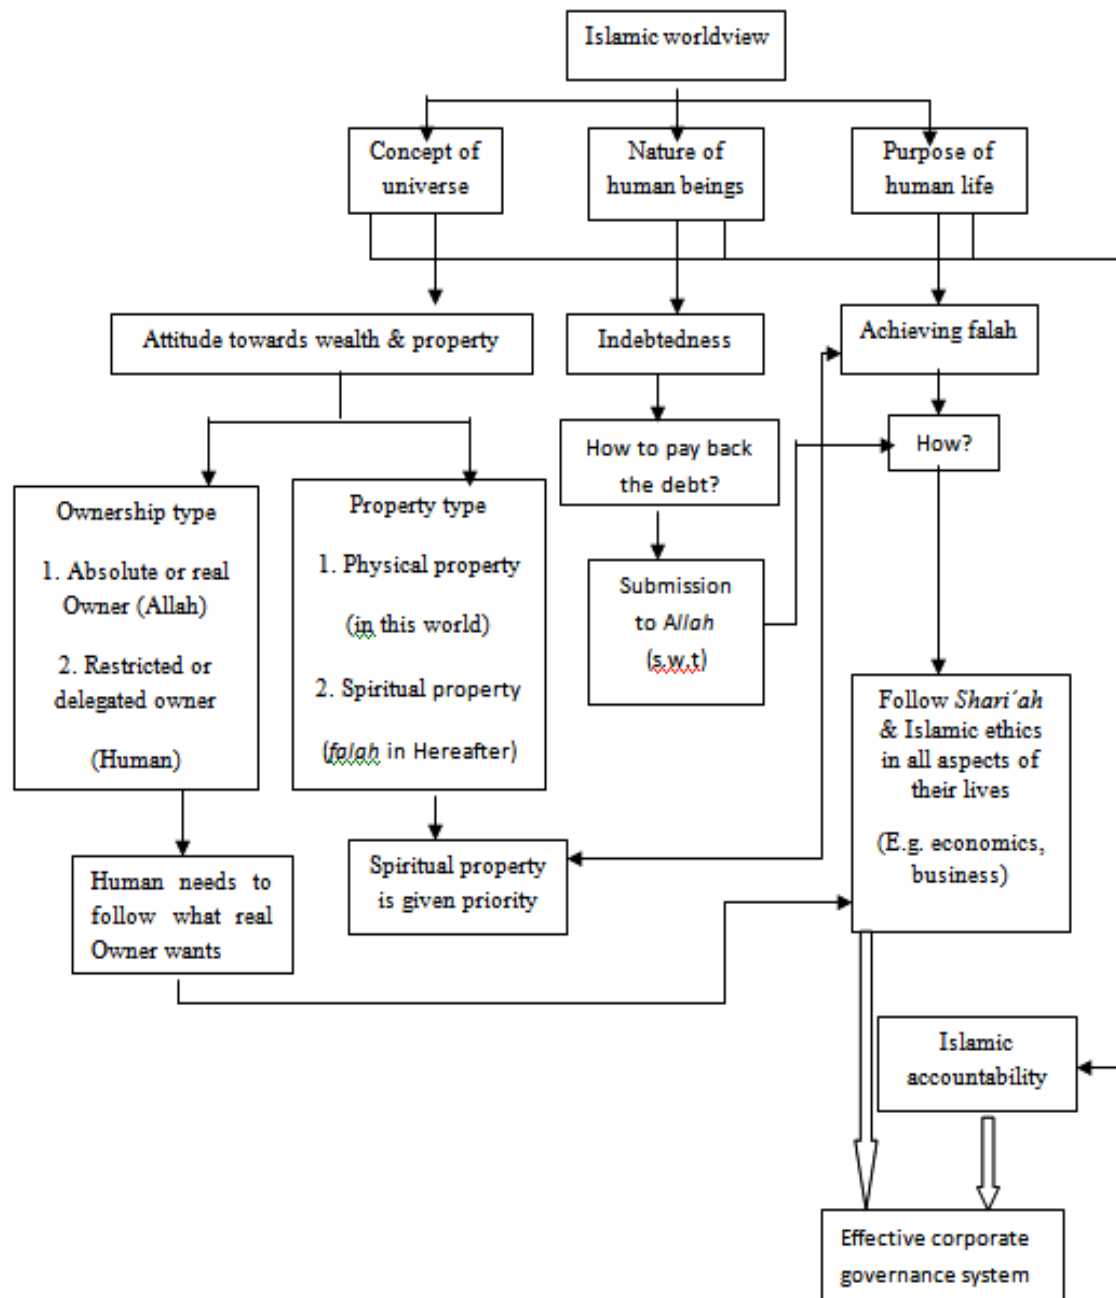 Islamic worldview
Concept of
universe
Nature of
human beings
Purpose of
human life
Attitude towards wealth & property
Indebtedness
Achieving falah
How to pay back
the debt?
How?
Ownership type
1. Absolute or real
Owner (Allah)
2. Restricted or
delegated owner
(Human)
Property type
1. Physical property
(in this world)
2. Spiritual property
(falah in Hereafter)
Submission
to Allah
(s.w.t)
Follow Shari´ah
& Islamic ethics
in all aspects of
their lives
(E.g. economics,
business)
Human needs to
follow what real
Owner wants
Spiritual property
is given priority
Islamic
accountability
Effective corporate
governance system